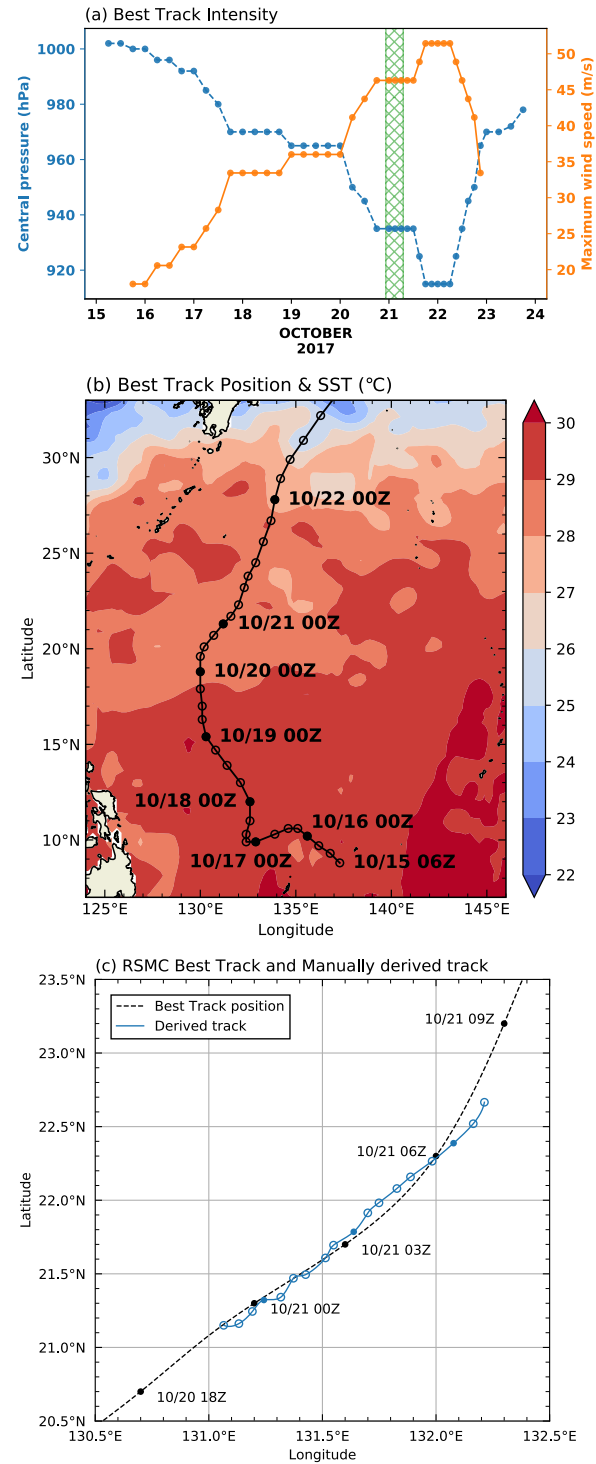 (a) Best Track Intensity
1000
980
960
940
920
Central pressure (hPa)
50
45
40
35
30
25
20
Maximum wind speed (m/s)
15 16 17 18 19 20 21 22 23 24
OCTOBER
2017
(b) Best Track Position & SST (℃)
30°N
25°N
20°N
15°N
10°N
Latitude
10/22 00Z
10/21 00Z
10/20 00Z
10/19 00Z
10/18 00Z
10/16 00Z
10/17 00Z
10/15 06Z
125°E 130°E 135°E 140°E 145°E
Longitude
30
29
28
27
26
25
24
23
22
(c) RSMC Best Track and Manually derived track
23.5°N
23.0°N
22.5°N
22.0°N
21.5°N
21.0°N
20.5°N
Latitude
Best Track position
Derived track
10/21 09Z
10/21 06Z
10/21 03Z
10/21 00Z
10/20 18Z
130.5°E 131.0°E 131.5°E 132.0°E 132.5°E
Longitude